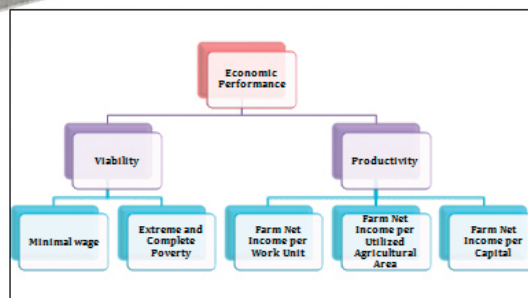 Economic
Performance
Viability
Productivity
Minimal wage
Extreme and
Complete
Poverty
Farm Net
Income per
Work Unit
Farm Net
Income per
Utilized
Agricultural
Area
Farm Net
Income per
Capital